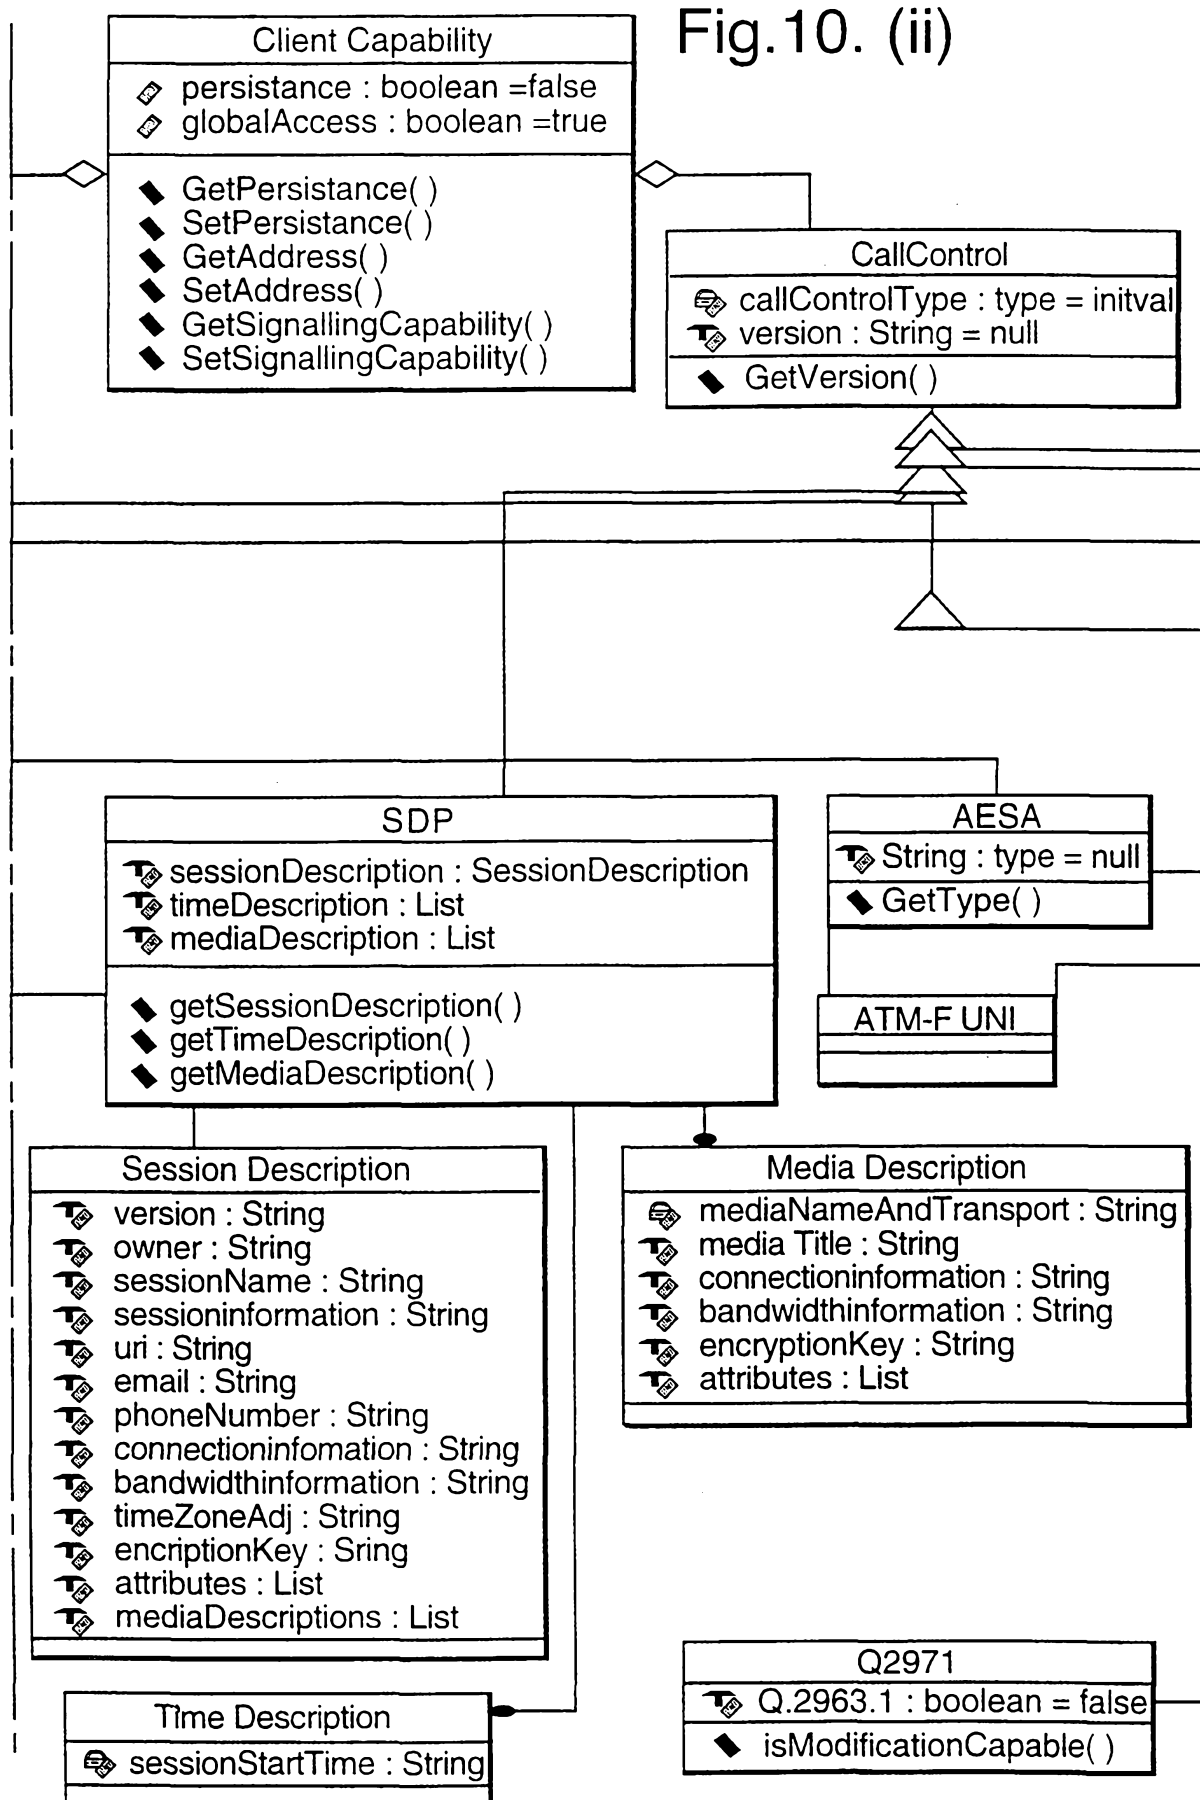 Fig.10. (ii)
Client Capability
persistance : boolean =false
globalAccess : boolean =true
GetPersistance( )
SetPersistance( )
GetAddress( )
SetAddress( )
GetSignallingCapability( )
SetSignallingCapability( )
CallControl
callControlType : type = initval
version : String = null
GetVersion( )
SDP
sessionDescription : SessionDescription
timeDescription : List
mediaDescription : List
getSessionDescription( )
getTimeDescription( )
getMediaDescription( )
AESA
String : type = null
GetType( )
ATM-F UNI
Session Description
version : String
owner : String
sessionName : String
sessioninformation : String
uri : String
email : String
phoneNumber : String
connectioninfomation : String
bandwidthinformation : String
timeZoneAdj : String
encriptionKey : Sring
attributes : List
mediaDescriptions : List
Media Description
mediaNameAndTransport : String
media Title : String
connectioninformation : String
bandwidthinformation : String
encryptionKey : String
attributes : List
Time Description
sessionStartTime : String
Q2971
Q.2963.1 : boolean = false
isModificationCapable( )